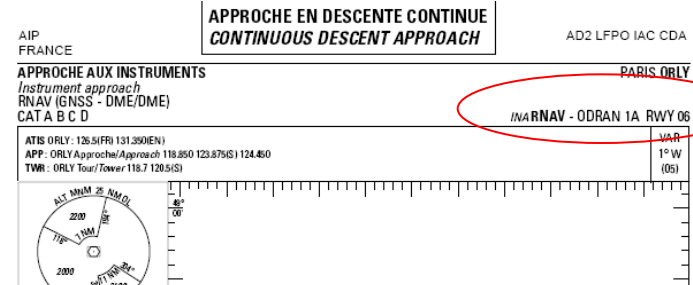 APPROCHE EN DESCENTE CONTINUE
CONTINUOUS DESCENT APPROACH
AIP
FRANCE
AD2 LFPO IAC CDA
APPROCHE AUX INSTRUMENTS
Instrument approach
RNAV (GNSS - DME/DME)
CAT A B C D
PARIS ORLY
INA RNAV - ODRAN 1A RWY 06
ATIS ORLY : 126.5(FR) 131.350(EN)
APP : ORLY Approche/Approach 118.850 123.875(S) 124.450
TWR : ORLY Tour/Tower 118.7 120.5(S)
VAR
1° W
(05)
ALT MNM 25 NM OL
2200
118°
7 NM
2000
49°
00'